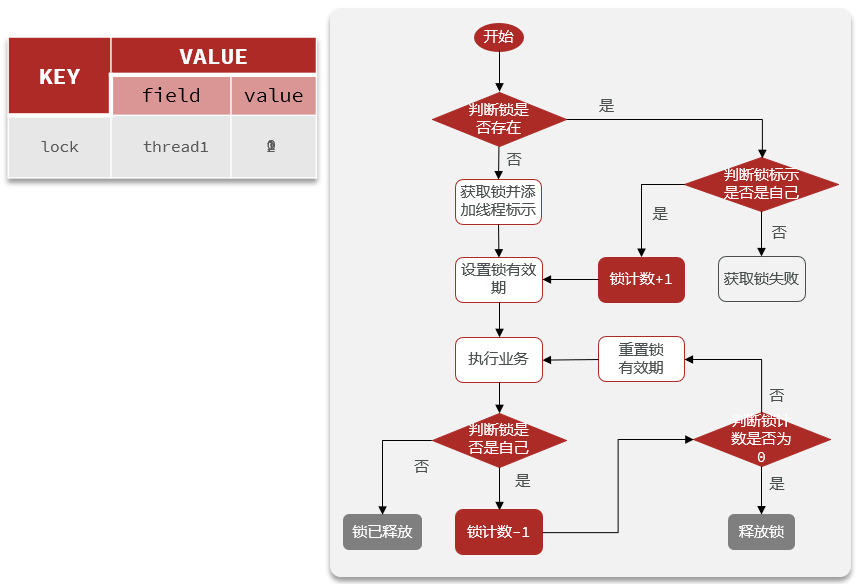 KEY
VALUE
field
value
lock
thread1
开始
判断锁是
否存在
是
否
获取锁并添
加线程标示
判断锁标示
是否是自己
是
否
设置锁有效
期
锁计数+1
获取锁失败
执行业务
重置锁
有效期
否
判断锁是
否是自己
判断锁计
数是否为
0
否
是
是
锁已释放
锁计数-1
释放锁